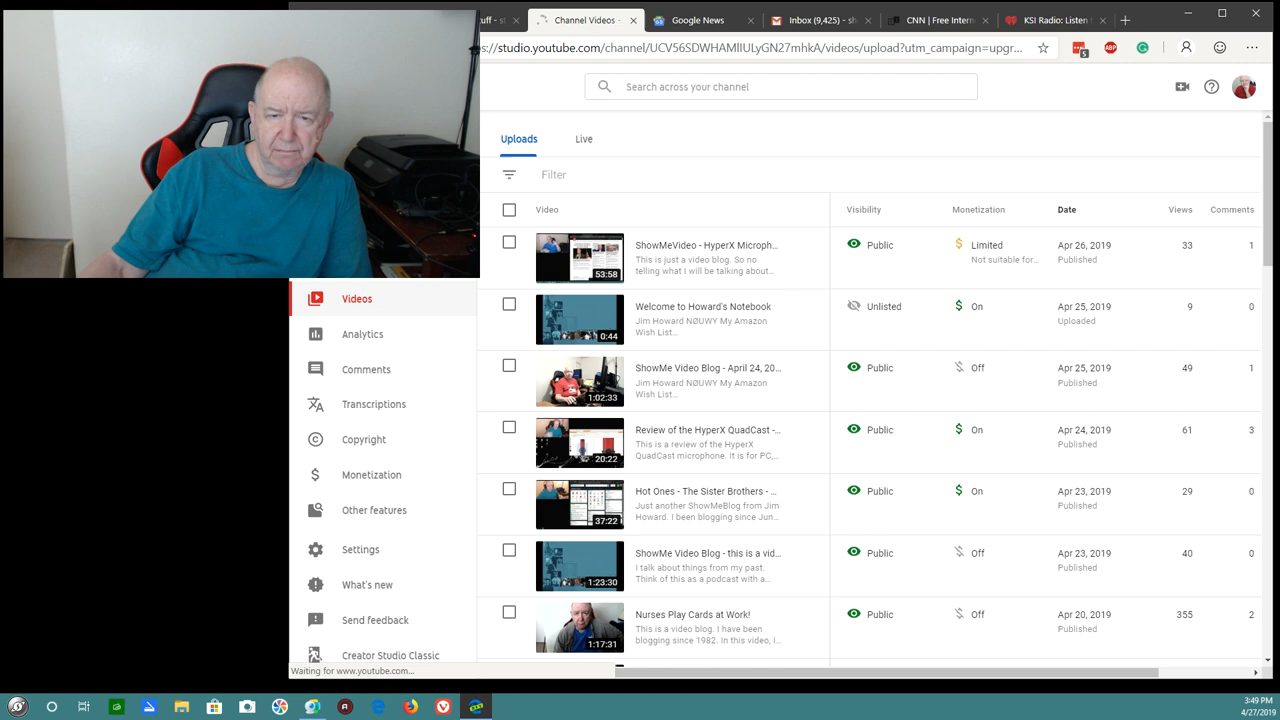 tuff - s
Channel Videos -
Google News
Inbox (9,425) - sh
CNN | Free Intern
KSI Radio: Listen t
s://studio.youtube.com/channel/UCV56SDWHAMlIULyGN27mhkA/videos/upload?utm_campaign=upgr...
5
ABP
Search across your channel
Uploads
Live
Filter
Video
Visibility
Monetization
Date
Views
Comments
ShowMeVideo - HyperX Microph...
Public
Limited
Apr 26, 2019
33
1
This is just a video blog. So no
Not suitable for...
Published
telling what I will be talking about...
53:58
Welcome to Howard's Notebook
Unlisted
On
Apr 25, 2019
9
0
Jim Howard NØUWY My Amazon
Uploaded
Wish List...
0:44
ShowMe Video Blog - April 24, 20...
Public
Off
Apr 25, 2019
49
1
Jim Howard NØUWY My Amazon
Published
Wish List...
1:02:33
Review of the HyperX QuadCast -...
Public
On
Apr 24, 2019
61
3
This is a review of the HyperX
Published
QuadCast microphone. It is for PC,...
20:22
Hot Ones - The Sister Brothers - ...
Public
On
Apr 23, 2019
29
0
Just another ShowMeBlog from Jim
Published
Howard. I been blogging since Jun...
37:22
ShowMe Video Blog - this is a vid...
Public
Off
Apr 23, 2019
40
0
I talk about things from my past.
Published
Think of this as a podcast with a...
1:23:30
Nurses Play Cards at Work!
Public
Off
Apr 20, 2019
355
2
This is a video blog. I have been
Published
blogging since 1982. In this video, I...
1:17:31
Videos
Analytics
Comments
Transcriptions
Copyright
Monetization
Other features
Settings
What's new
Send feedback
Creator Studio Classic
Waiting for www.youtube.com...
3:49 PM
4/27/2019